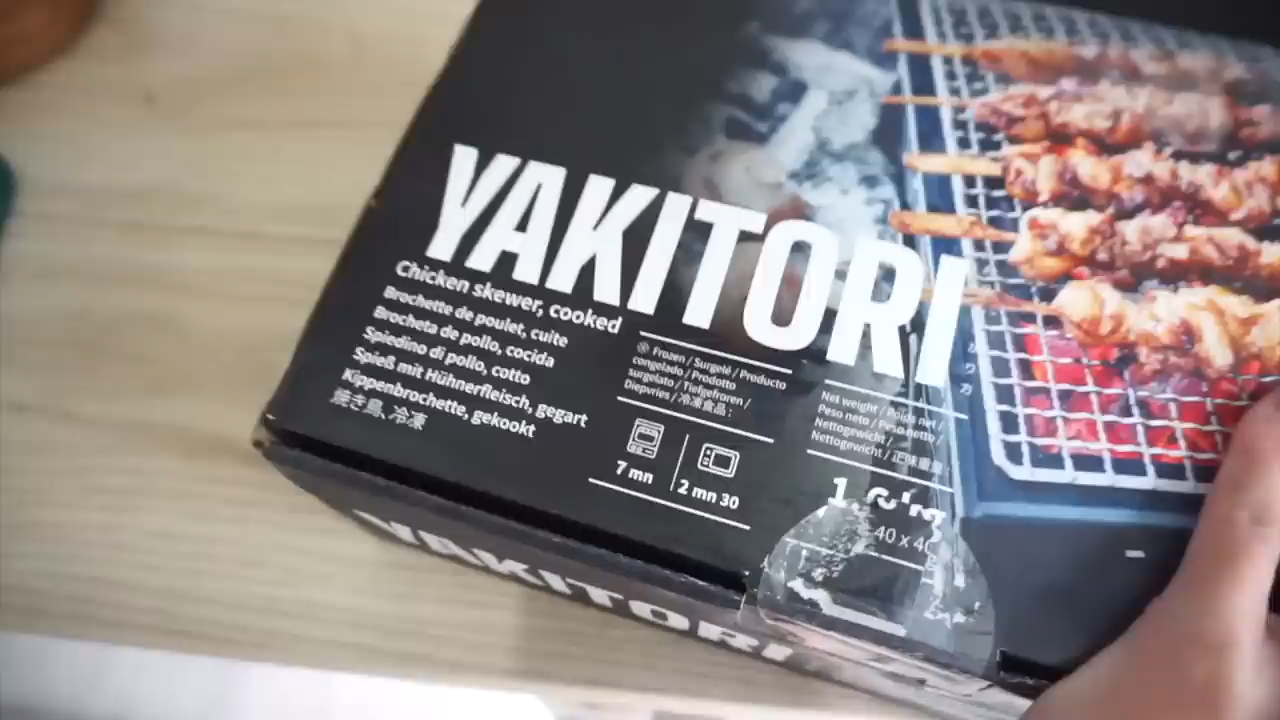 YAKITORI
Chicken skewer, cooked
Brochette de poulet, cuite
Brocheta de pollo, cocida
Spiedino di pollo, cotto
Spieß mit Hühnerfleisch, gegart
Kippenbrochette, gekookt
焼き鳥、冷凍
Frozen / Surgelé / Producto
congelado / Prodotto
surgelato / Tiefgefroren /
Diepvries / 冷凍食品 :
7 mn
2 mn 30
Net weight / Poids net /
Peso neto / Peso netto /
Nettogewicht /
Nettogewicht / 正味重量 :
40 x 40
YAKITORI